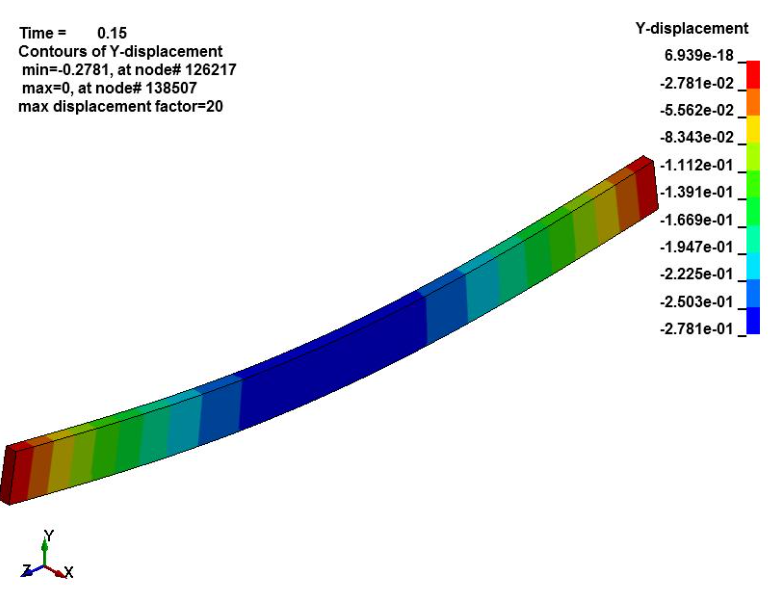 Time =      0.15
Contours of Y-displacement
min=-0.2781, at node# 126217
max=0, at node# 138507
max displacement factor=20
Y-displacement
6.939e-18
-2.781e-02
-5.562e-02
-8.343e-02
-1.112e-01
-1.391e-01
-1.669e-01
-1.947e-01
-2.225e-01
-2.503e-01
-2.781e-01
Y
Z
X